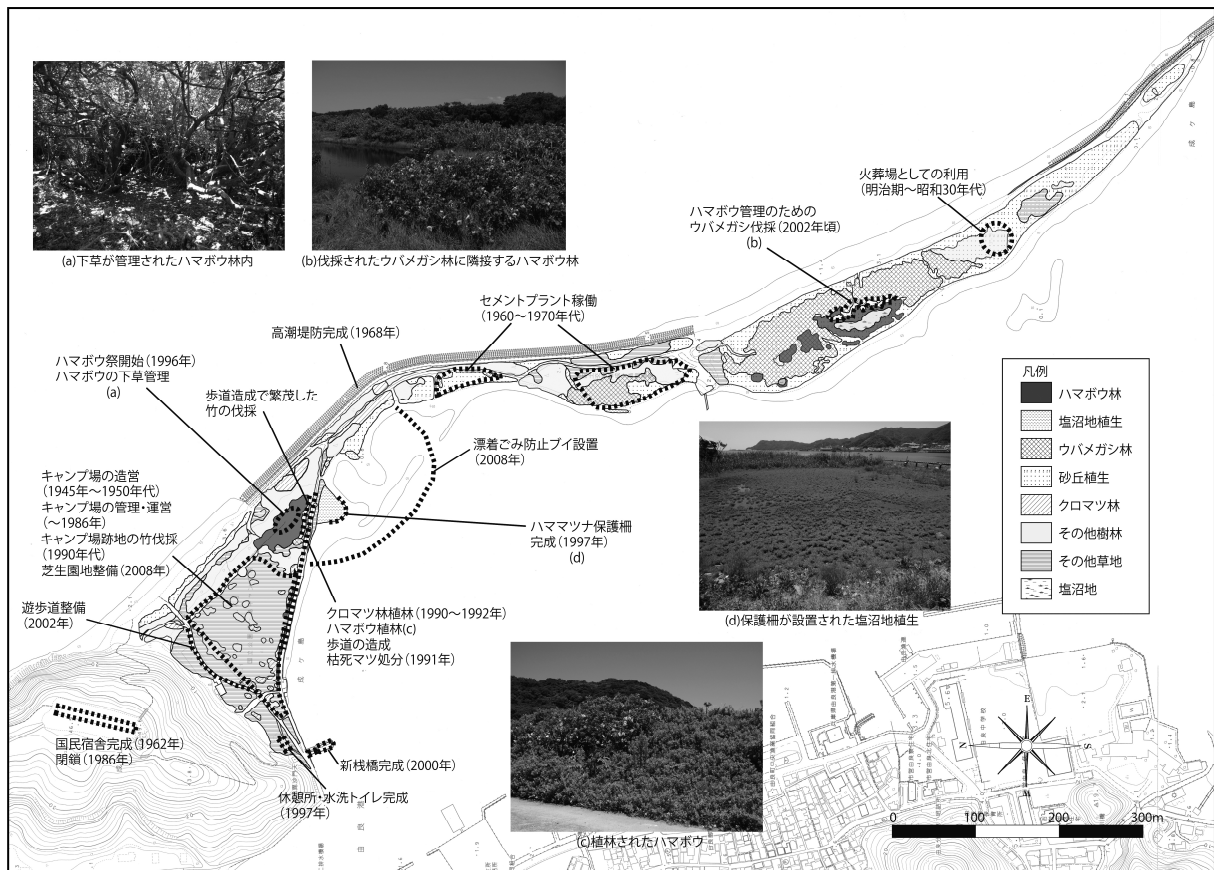 (a)下草が管理されたハマボウ林内
(b)伐採されたウバメガシ林に隣接するハマボウ林
火葬場としての利用
(明治期～昭和30年代)
ハマボウ管理のための
ウバメガシ伐採(2002年頃)
(b)
セメントプラント稼働
(1960～1970年代)
高潮堤防完成(1968年)
ハマボウ祭開始(1996年)
ハマボウの下草管理
(a)
歩道造成で繁茂した
竹の伐採
漂着ごみ防止ブイ設置
(2008年)
キャンプ場の造営
(1945年～1950年代)
キャンプ場の管理・運営
(～1986年)
キャンプ場跡地の竹伐採
(1990年代)
芝生園地整備(2008年)
ハママツナ保護柵
完成(1997年)
(d)
遊歩道整備
(2002年)
クロマツ林植林(1990～1992年)
ハマボウ植林(c)
歩道の造成
枯死マツ処分(1991年)
国民宿舎完成(1962年)
閉鎖(1986年)
新桟橋完成(2000年)
休憩所・水洗トイレ完成
(1997年)
(d)保護柵が設置された塩沼地植生
(c)植林されたハマボウ
凡例
ハマボウ林
塩沼地植生
ウバメガシ林
砂丘植生
クロマツ林
その他樹林
その他草地
塩沼地
成ヶ島
成ヶ島
由良港
E
N
S
W
0 100 200 300m